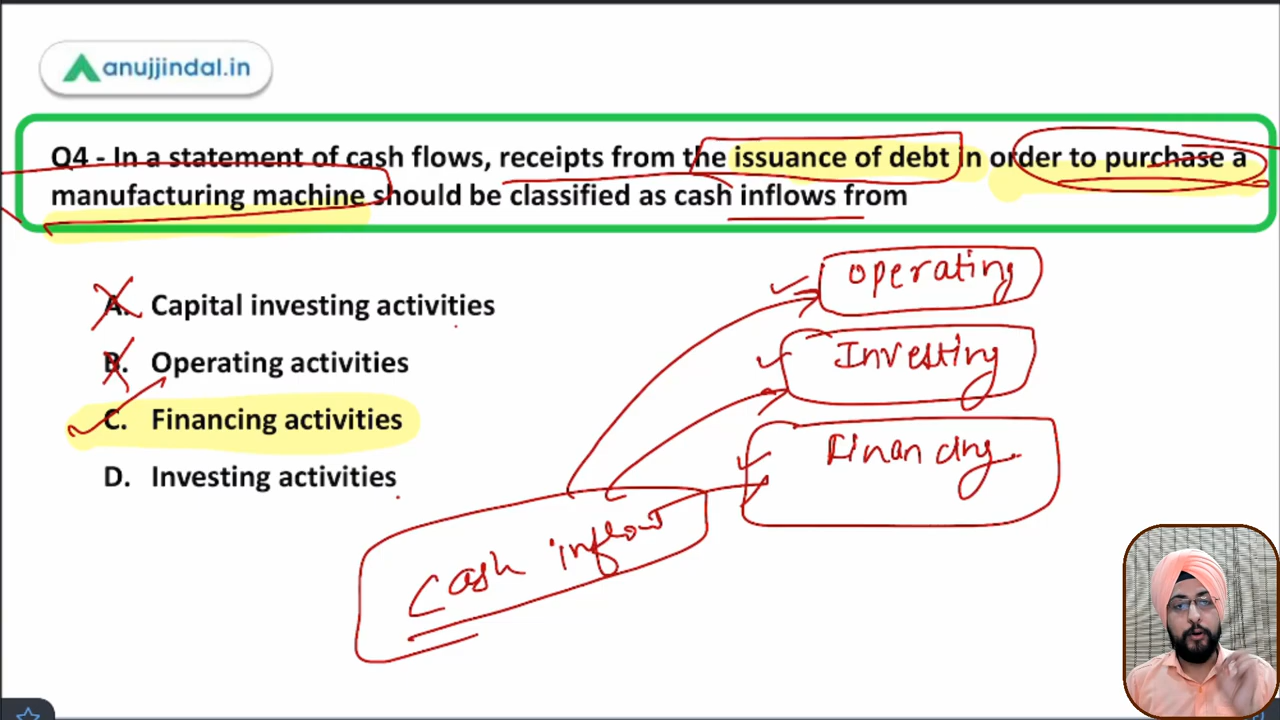 anujjindal.in
Q4 - In a statement of cash flows, receipts from the issuance of debt in order to purchase a
manufacturing machine should be classified as cash inflows from
A. Capital investing activities
B. Operating activities
C. Financing activities
D. Investing activities
Operating
Investing
Financing
Cash inflow